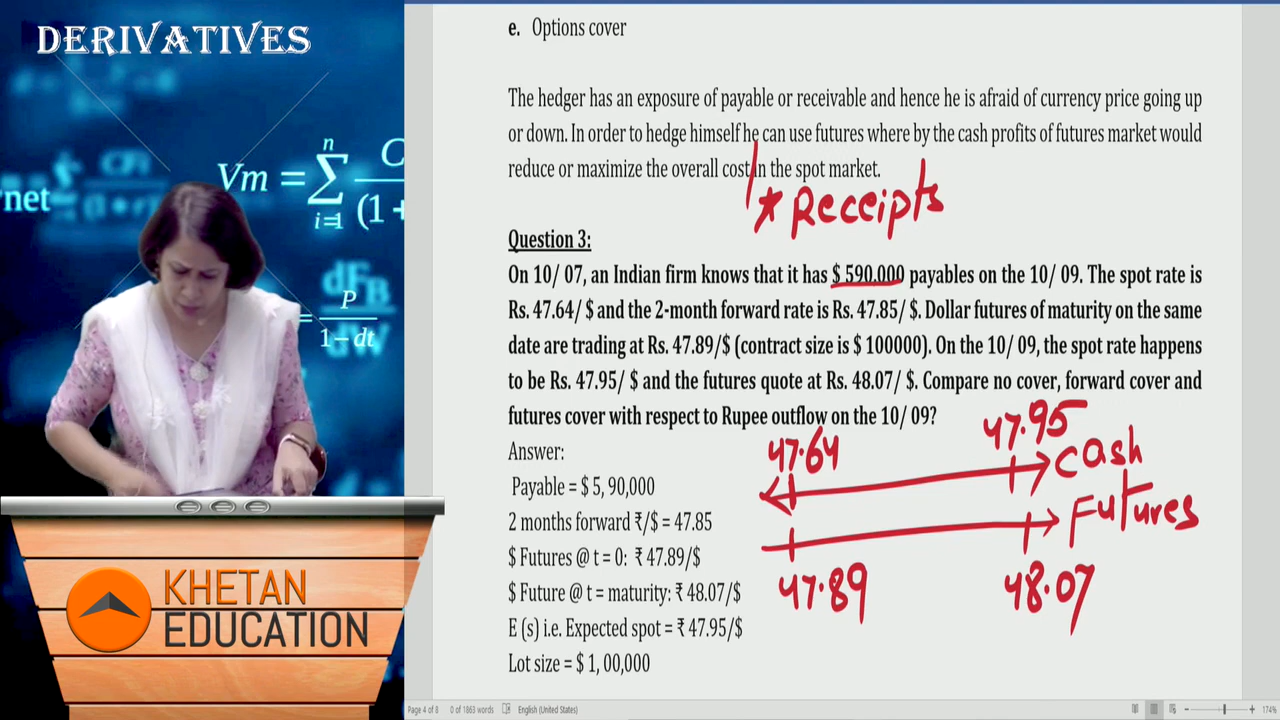 DERIVATIVES
net
Vm = n Σ i=1 C (1+
= P 1-dt
dF_B
dW
KHETAN
EDUCATION
e. Options cover
The hedger has an exposure of payable or receivable and hence he is afraid of currency price going up
or down. In order to hedge himself he can use futures where by the cash profits of futures market would
reduce or maximize the overall cost in the spot market.
* Receipts
Question 3:
On 10/ 07, an Indian firm knows that it has $ 590,000 payables on the 10/ 09. The spot rate is
Rs. 47.64/ $ and the 2-month forward rate is Rs. 47.85/ $. Dollar futures of maturity on the same
date are trading at Rs. 47.89/$ (contract size is $ 100000). On the 10/ 09, the spot rate happens
to be Rs. 47.95/ $ and the futures quote at Rs. 48.07/ $. Compare no cover, forward cover and
futures cover with respect to Rupee outflow on the 10/ 09?
Answer:
47.64 47.95 Cash
Payable = $ 5, 90,000
2 months forward ₹/$ = 47.85
Futures
$ Futures @ t = 0: ₹ 47.89/$
47.89 48.07
$ Future @ t = maturity: ₹ 48.07/$
E (s) i.e. Expected spot = ₹ 47.95/$
Lot size = $ 1, 00,000
Page 4 of 8 0 of 1863 words English (United States) 174%